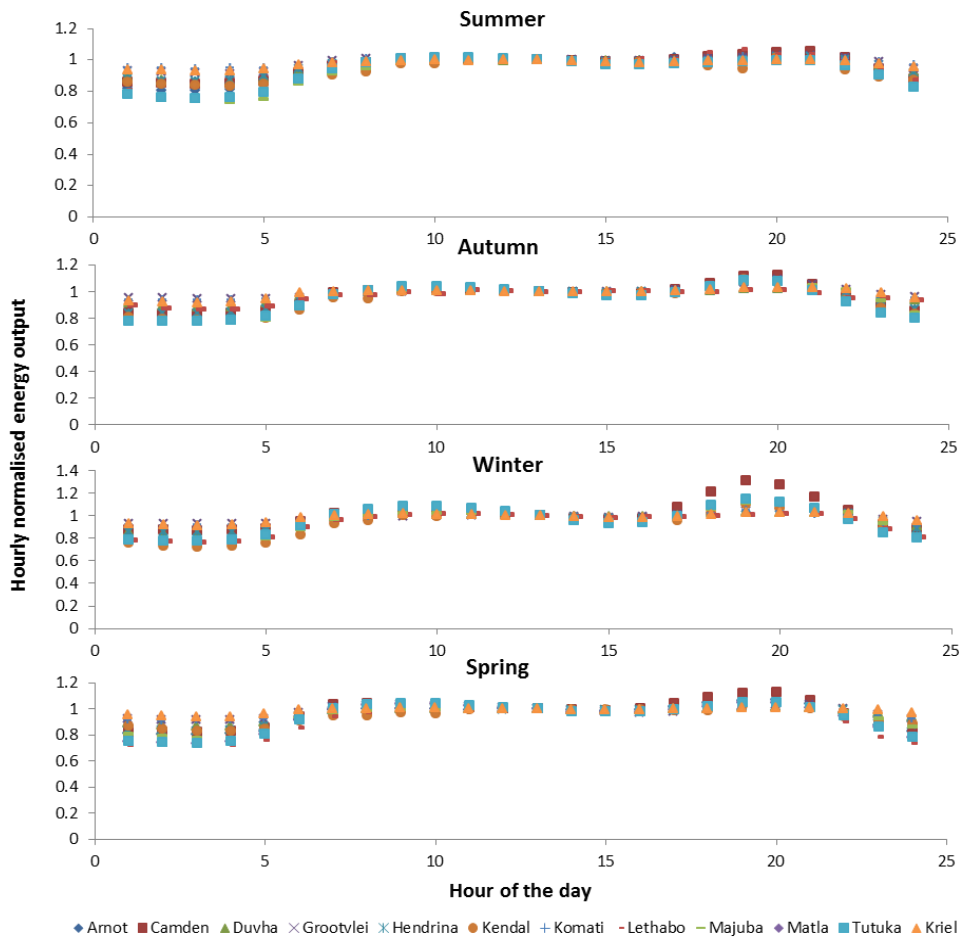 Summer
1.2
1
0.8
0.6
0.4
0.2
0
0 5 10 15 20 25
Autumn
1.2
1
0.8
0.6
0.4
0.2
0
0 5 10 15 20 25
Winter
1.4
1.2
1
0.8
0.6
0.4
0.2
0
0 5 10 15 20 25
Spring
1.2
1
0.8
0.6
0.4
0.2
0
0 5 10 15 20 25
Hourly normalised energy output
Hour of the day
Arnot Camden Duvha Grootvlei Hendrina Kendal Komati Lethabo Majuba Matla Tutuka Kriel